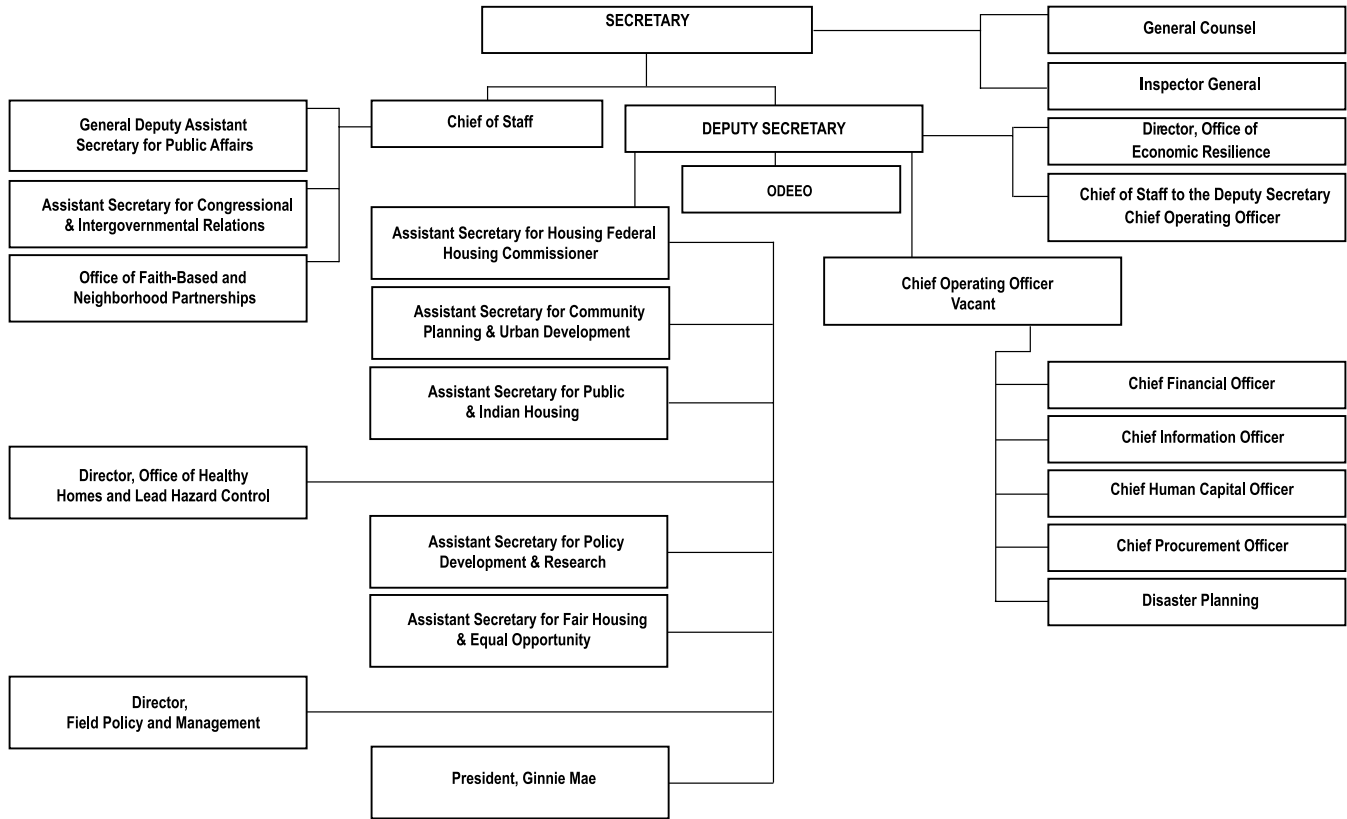 SECRETARY
General Counsel
Inspector General
General Deputy Assistant
Secretary for Public Affairs
Chief of Staff
DEPUTY SECRETARY
Director, Office of
Economic Resilience
ODEEO
Assistant Secretary for Congressional
& Intergovernmental Relations
Chief of Staff to the Deputy Secretary
Chief Operating Officer
Assistant Secretary for Housing Federal
Housing Commissioner
Office of Faith-Based and
Neighborhood Partnerships
Chief Operating Officer
Vacant
Assistant Secretary for Community
Planning & Urban Development
Assistant Secretary for Public
& Indian Housing
Chief Financial Officer
Chief Information Officer
Director, Office of Healthy
Homes and Lead Hazard Control
Chief Human Capital Officer
Assistant Secretary for Policy
Development & Research
Chief Procurement Officer
Disaster Planning
Assistant Secretary for Fair Housing
& Equal Opportunity
Director,
Field Policy and Management
President, Ginnie Mae